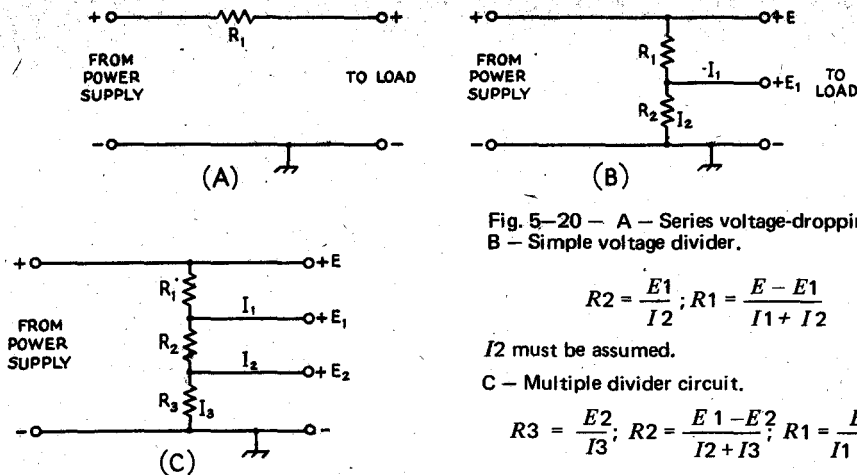 + R₁ +
FROM
POWER
SUPPLY
TO LOAD
- -
(A)
+ +E
FROM
POWER
SUPPLY
R₁
-I₁
+E₁
TO
LOAD
R₂ I₂
- -
(B)
+ +E
R₁
I₁
+E₁
FROM
POWER
SUPPLY
R₂
I₂
+E₂
R₃ I₃
- -
(C)
Fig. 5–20 – A – Series voltage-droppin
B – Simple voltage divider.
R2 = E1/I2 ; R1 = E – E1/I1 + I2
I2 must be assumed.
C – Multiple divider circuit.
R3 = E2/I3; R2 = E 1 –E2/I2 + I3; R1 = E/I1